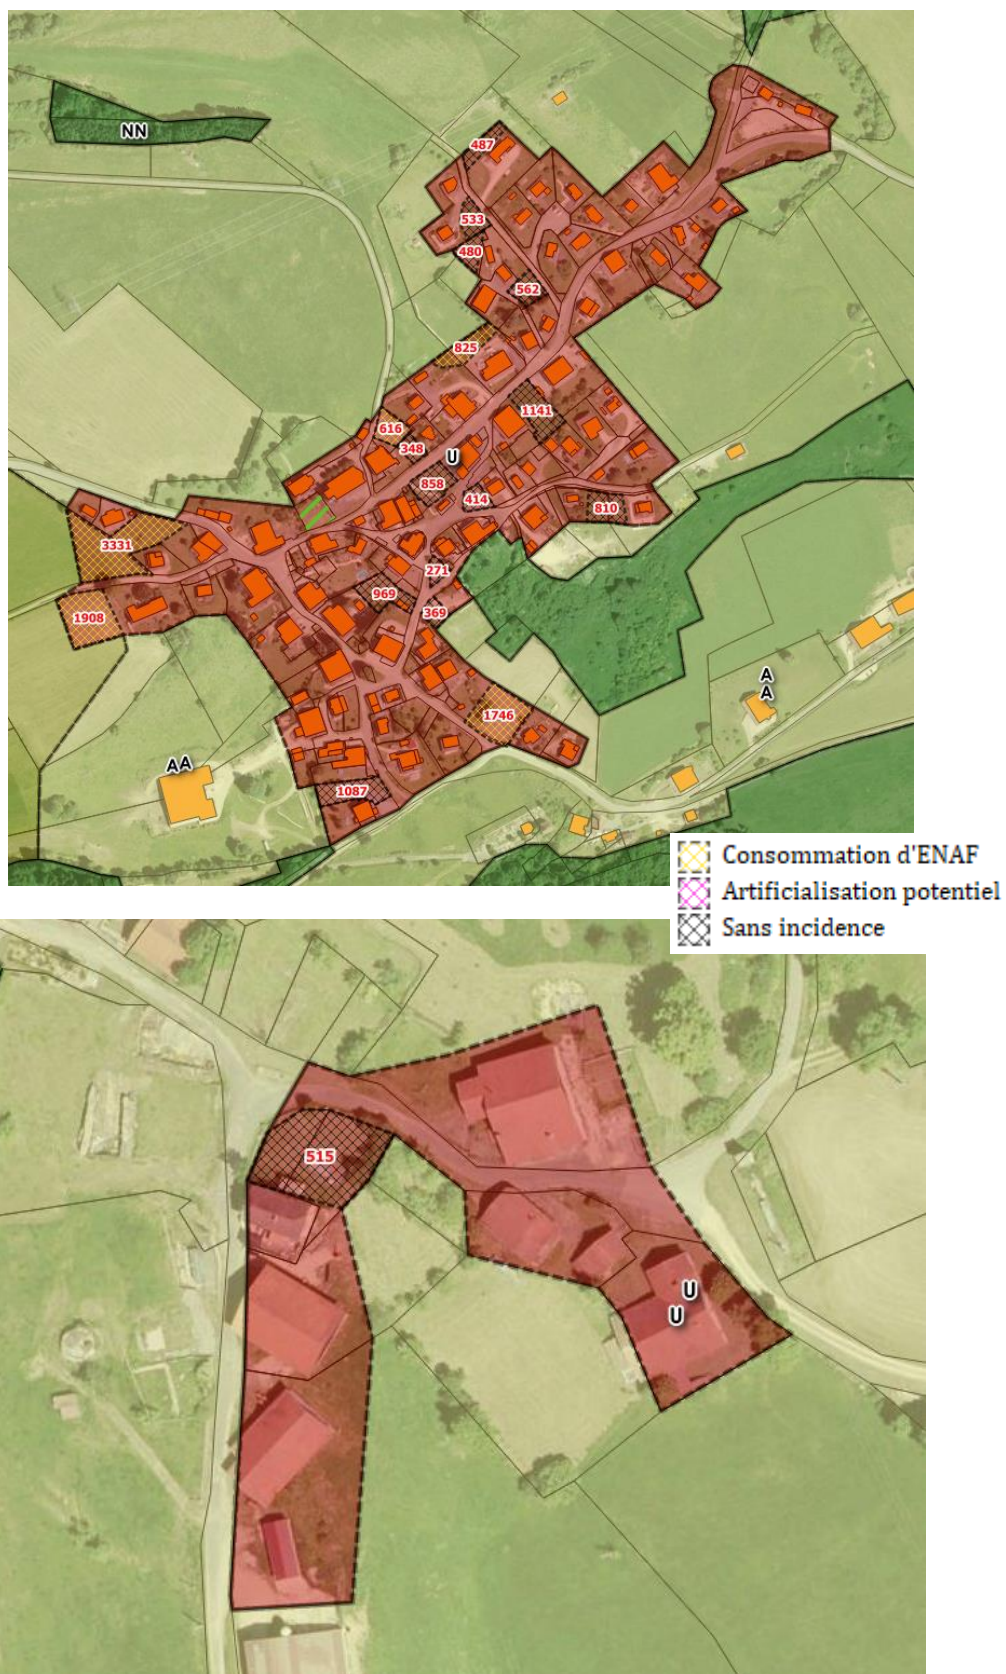 NN
487
533
480
562
825
1141
616
348
U
858
414
810
3331
271
969
369
1908
A
A
1746
AA
1087
Consommation d'ENAF
Artificialisation potentiel
Sans incidence
515
U
U